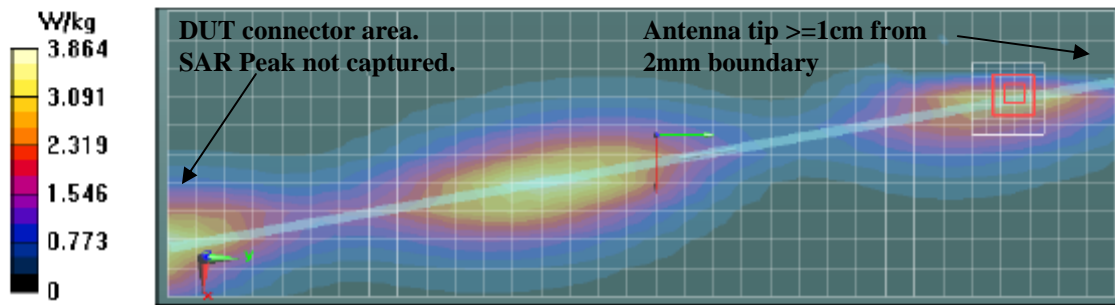 W/kg
3.864
3.091
2.319
1.546
0.773
0
DUT connector area.
SAR Peak not captured.
Antenna tip >=1cm from
2mm boundary
y
x